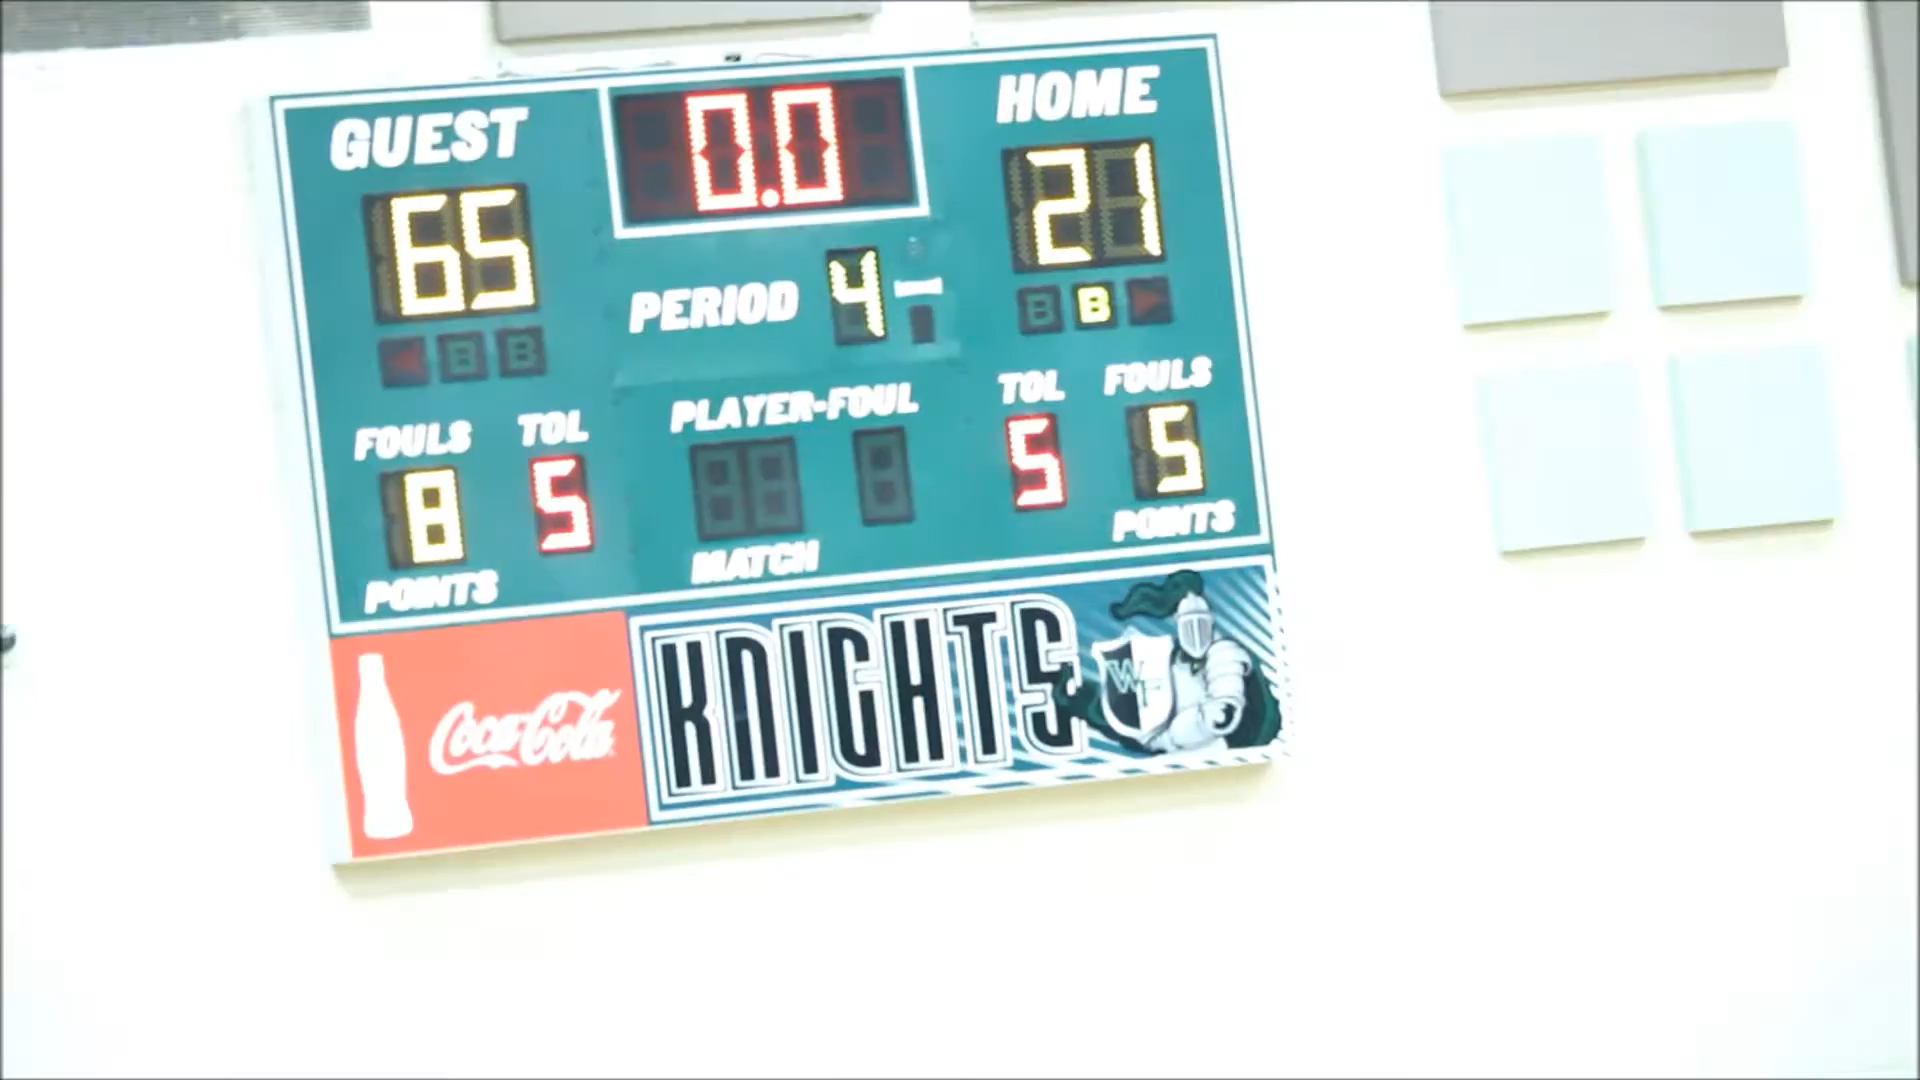 GUEST 0.0 HOME
65 21
PERIOD 4
B B B B
FOULS TOL PLAYER-FOUL TOL FOULS
8 5 5 5
POINTS MATCH POINTS
Coca-Cola KNIGHTS